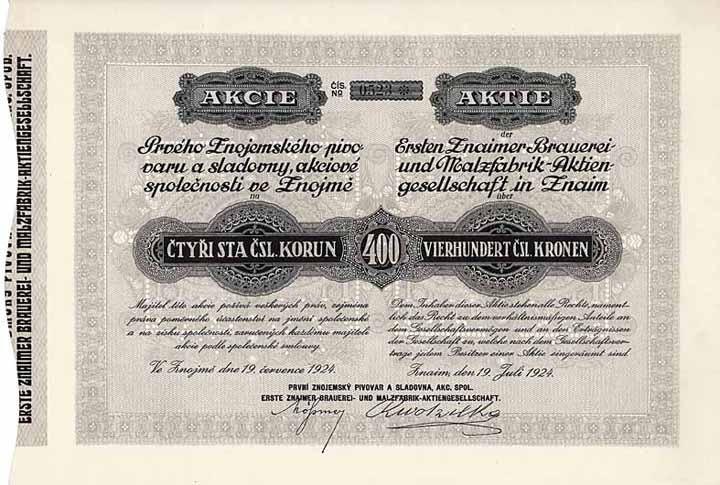 AKCIE
ČÍS.
No 0523 ※
AKTIE
Prvého Znojemského pivo-
varu a sladovny, akciové
společnosti ve Znojmě
na
der
Ersten Znaimer Brauerei-
und Malzfabrik-Aktien-
gesellschaft in Znaim
über
ČTYŘI STA ČSL. KORUN
400
VIERHUNDERT ČSL. KRONEN
Majitel této akcie požívá veškerých práv, zejména
práva poměrného účastenství na jmění společenské
a na zisku společnosti, zaručených každému majiteli
akcie podle společenské smlouvy.
Dem Inhaber dieser Aktie stehen alle Rechte, nament-
lich das Recht zu dem verhältnismäßigen Anteile an
dem Gesellschaftsvermögen und an den Erträgnissen
der Gesellschaft zu, welche nach dem Gesellschaftsver-
trage jedem Besitzer einer Aktie eingeräumt sind.
Ve Znojmě dne 19. července 1924.
Znaim, den 19. Juli 1924.
PRVNÍ ZNOJEMSKÝ PIVOVAR A SLADOVNA, AKC. SPOL.
ERSTE ZNAIMER BRAUEREI- UND MALZFABRIK-AKTIENGESELLSCHAFT.
AKC. SPOL.
ERSTE ZNAIMER BRAUEREI- UND MALZFABRIK-AKTIENGESELLSCHAFT.